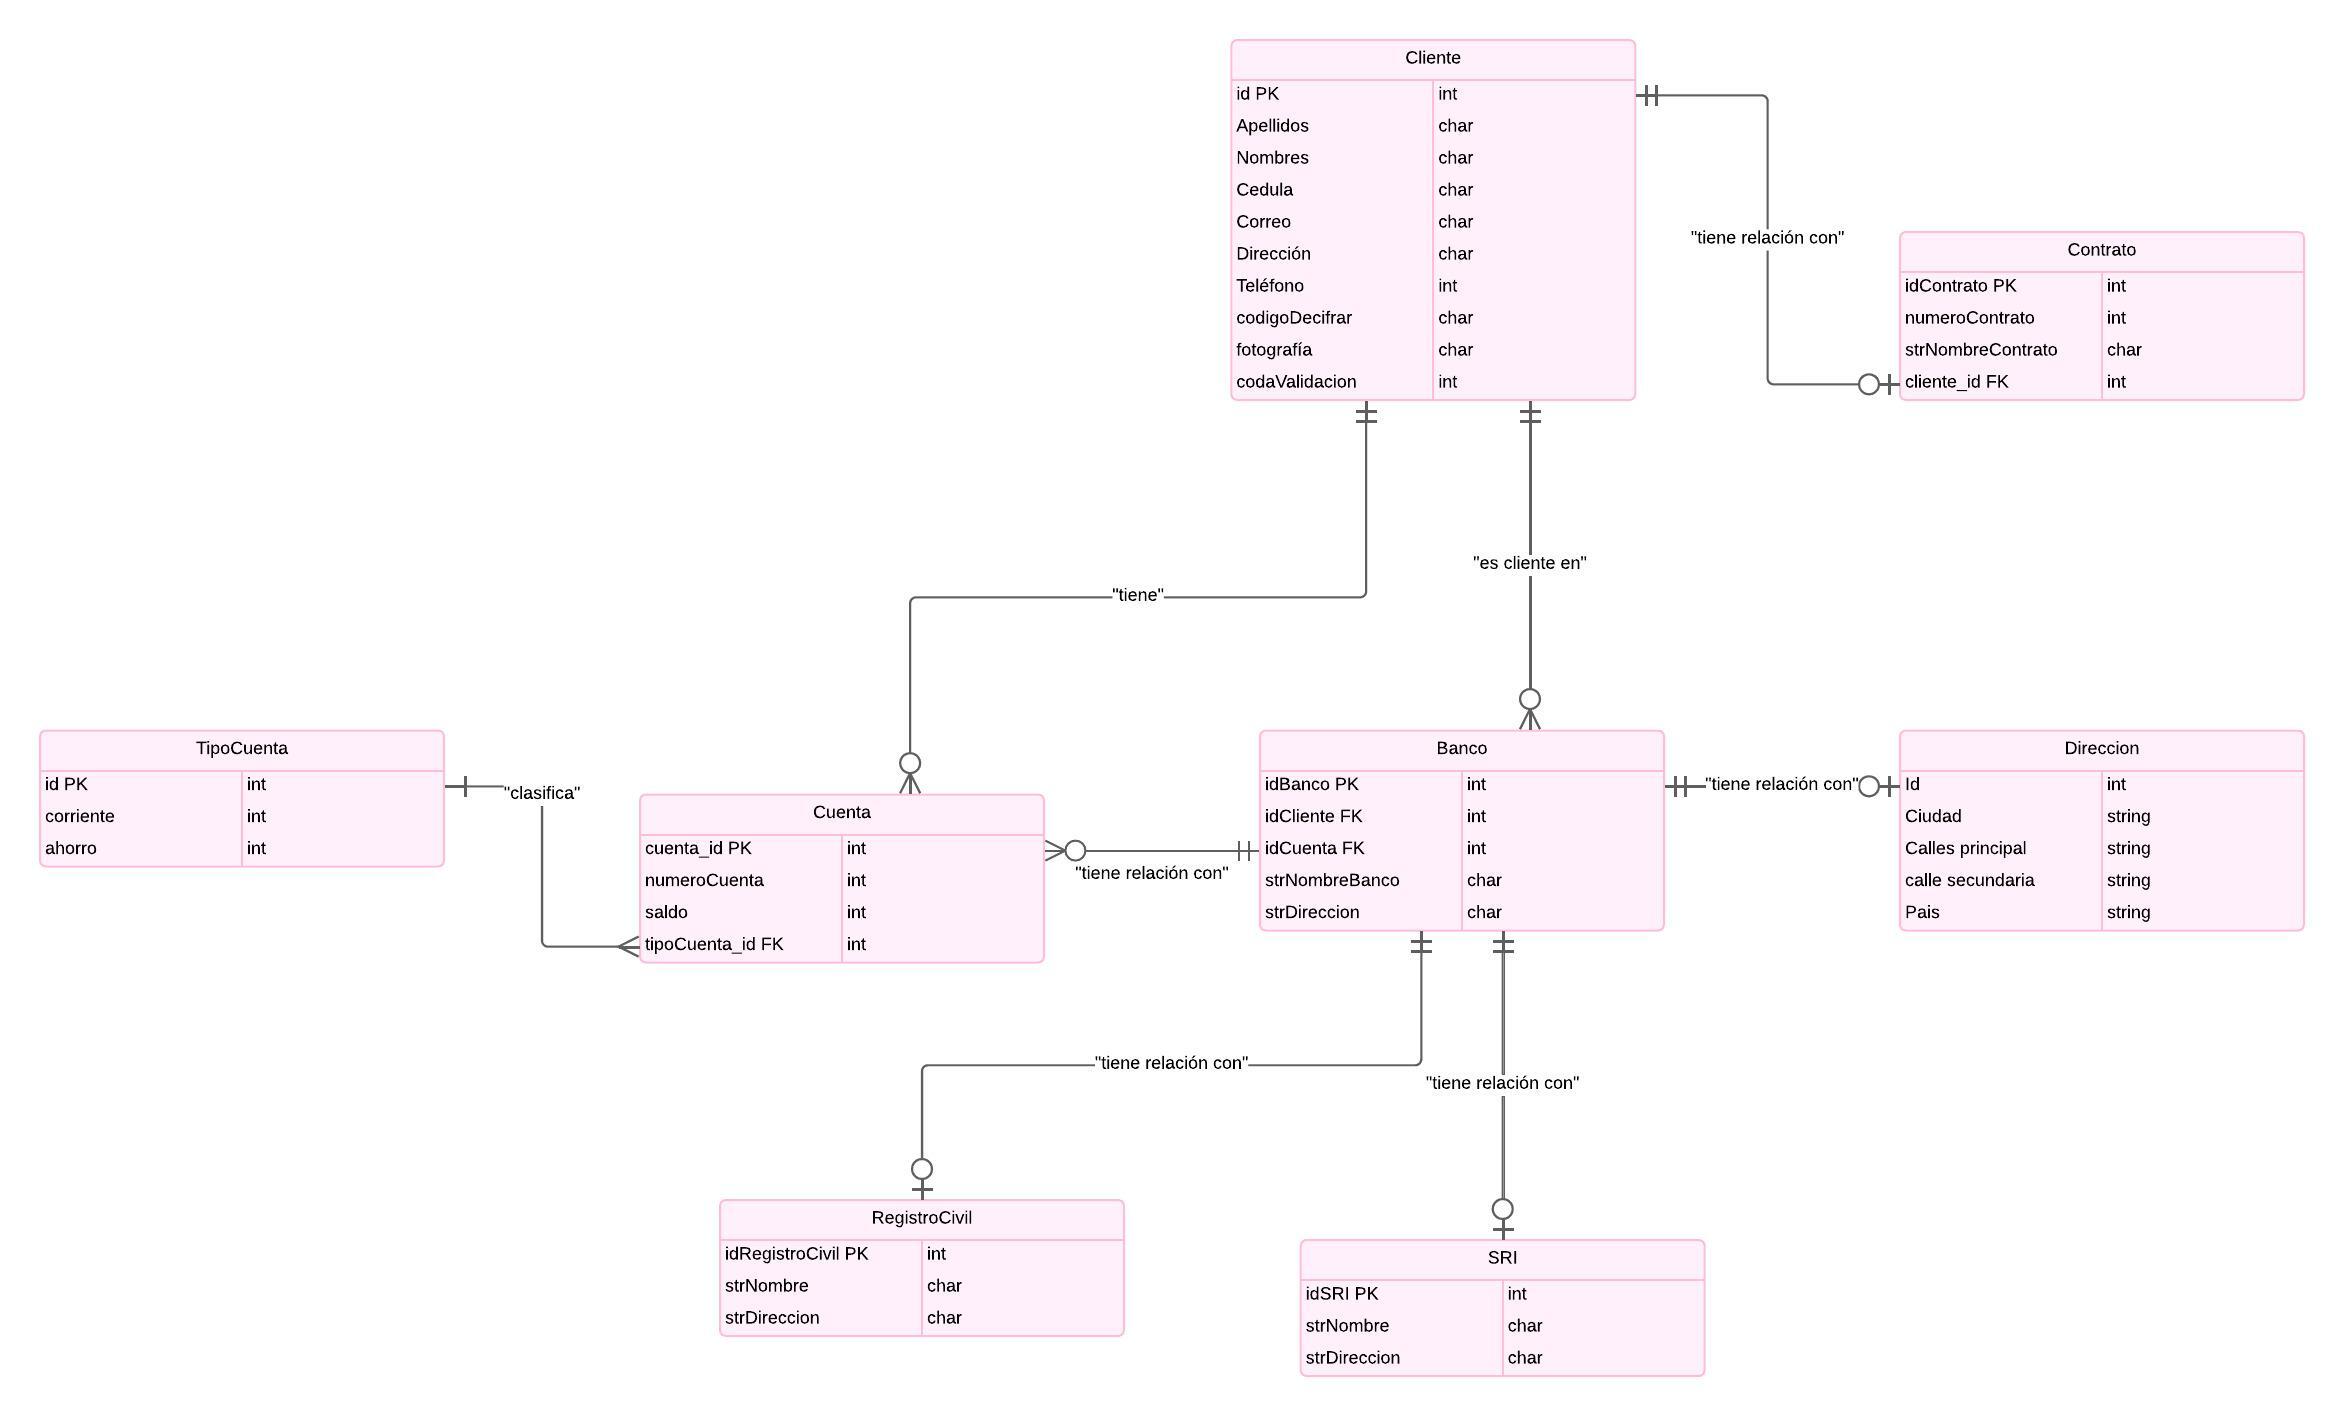 Cliente
id PK int
Apellidos char
Nombres char
Cedula char
Correo char
Dirección char
Teléfono int
codigoDecifrar char
fotografía char
codaValidacion int
"tiene relación con"
Contrato
idContrato PK int
numeroContrato int
strNombreContrato char
cliente_id FK int
"es cliente en"
"tiene"
TipoCuenta
id PK int
corriente int
ahorro int
"clasifica"
Cuenta
cuenta_id PK int
numeroCuenta int
saldo int
tipoCuenta_id FK int
"tiene relación con"
Banco
idBanco PK int
idCliente FK int
idCuenta FK int
strNombreBanco char
strDireccion char
"tiene relación con"
Direccion
Id int
Ciudad string
Calles principal string
calle secundaria string
Pais string
"tiene relación con"
"tiene relación con"
RegistroCivil
idRegistroCivil PK int
strNombre char
strDireccion char
SRI
idSRI PK int
strNombre char
strDireccion char